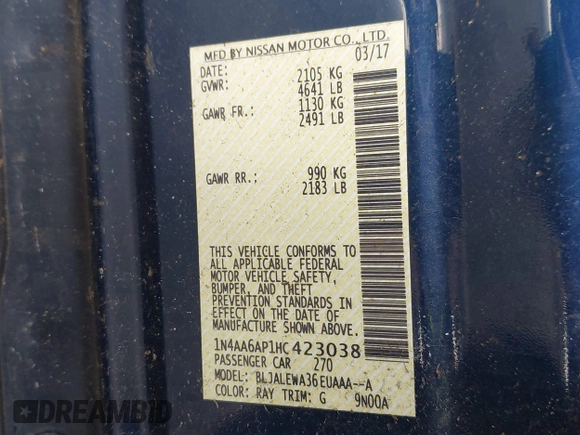 MFD BY NISSAN MOTOR CO., LTD.
DATE: 03/17
GVWR: 2105 KG
4641 LB
GAWR FR.: 1130 KG
2491 LB
GAWR RR.: 990 KG
2183 LB
THIS VEHICLE CONFORMS TO
ALL APPLICABLE FEDERAL
MOTOR VEHICLE SAFETY,
BUMPER, AND THEFT
PREVENTION STANDARDS IN
EFFECT ON THE DATE OF
MANUFACTURE SHOWN ABOVE.
1N4AA6AP1HC423038
PASSENGER CAR 270
MODEL: BLJALEWA36EUAAA--A
COLOR: RAY TRIM: G 9N00A
DREAMBID